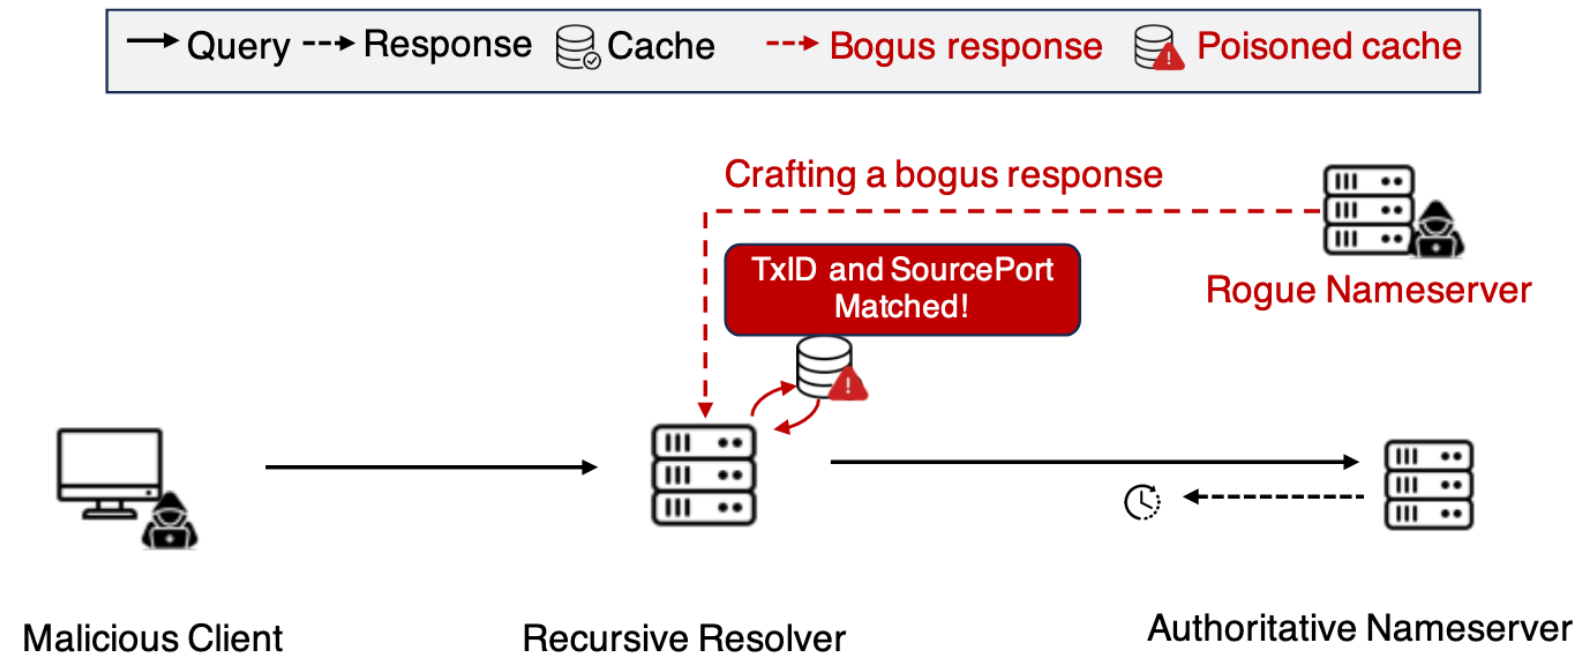 Query Response Cache Bogus response Poisoned cache
Crafting a bogus response
TxID and SourcePort
Matched!
Rogue Nameserver
Malicious Client
Recursive Resolver
Authoritative Nameserver